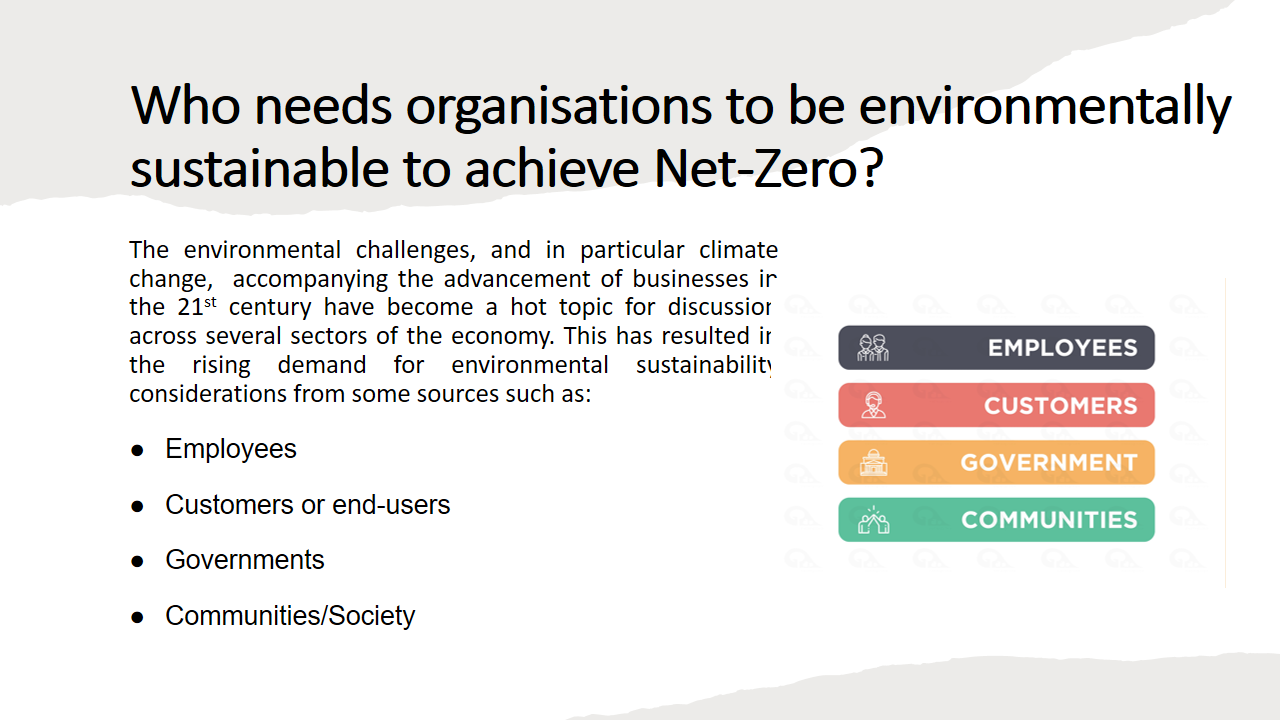 Who needs organisations to be environmentally
sustainable to achieve Net-Zero?
The environmental challenges, and in particular climate
change, accompanying the advancement of businesses in
the 21st century have become a hot topic for discussion
across several sectors of the economy. This has resulted in
the rising demand for environmental sustainability
considerations from some sources such as:
● Employees
● Customers or end-users
● Governments
● Communities/Society
EMPLOYEES
CUSTOMERS
GOVERNMENT
COMMUNITIES